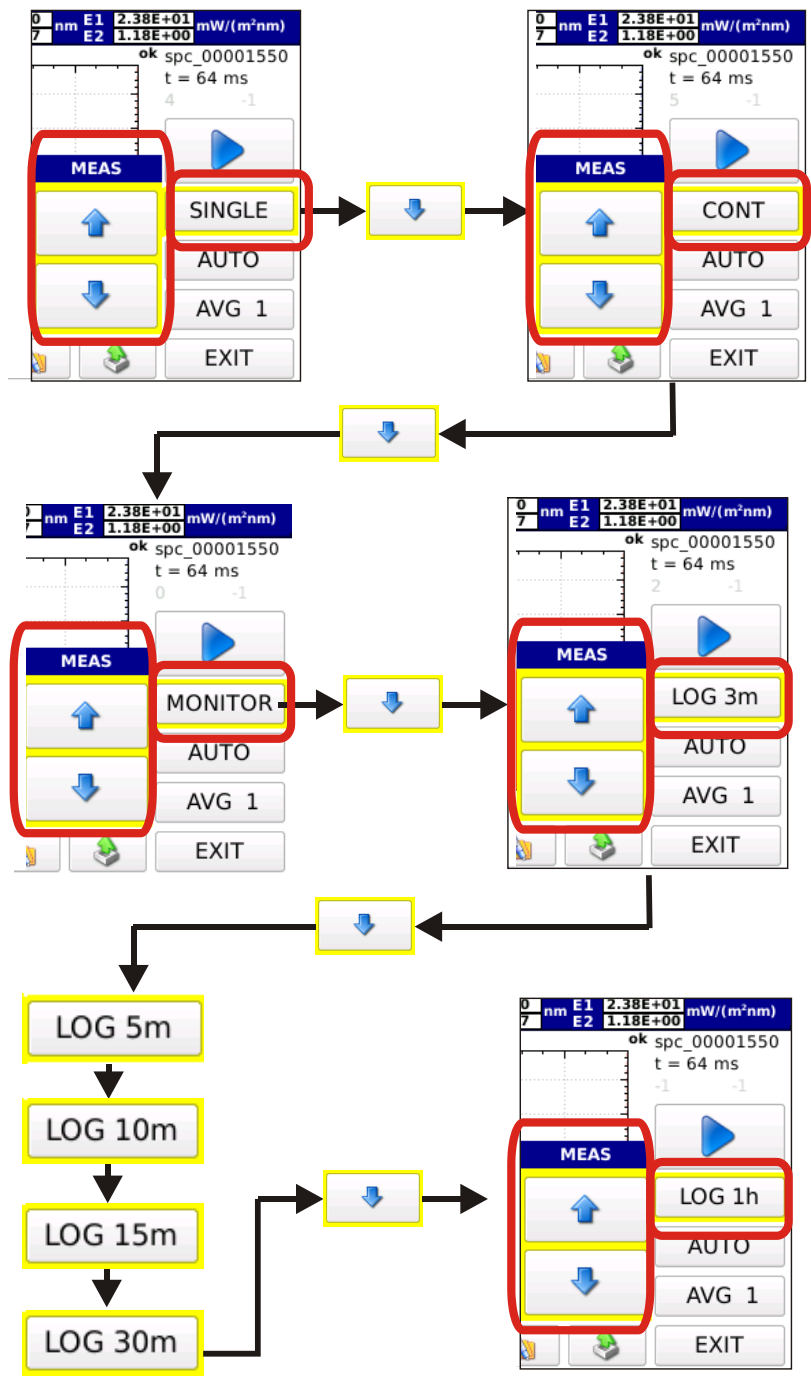 0 nm E1 2.38E+01 mW/(m²nm)
7 E2 1.18E+00
ok spc_00001550
t = 64 ms
4 -1
MEAS
SINGLE
AUTO
AVG 1
EXIT
0 nm E1 2.38E+01 mW/(m²nm)
7 E2 1.18E+00
ok spc_00001550
t = 64 ms
5 -1
MEAS
CONT
AUTO
AVG 1
EXIT
nm E1 2.38E+01 mW/(m²nm)
7 E2 1.18E+00
ok spc_00001550
t = 64 ms
0 -1
MEAS
MONITOR
AUTO
AVG 1
EXIT
0 nm E1 2.38E+01 mW/(m²nm)
7 E2 1.18E+00
ok spc_00001550
t = 64 ms
2 -1
MEAS
LOG 3m
AUTO
AVG 1
EXIT
LOG 5m
LOG 10m
LOG 15m
LOG 30m
0 nm E1 2.38E+01 mW/(m²nm)
7 E2 1.18E+00
ok spc_00001550
t = 64 ms
-1 -1
MEAS
LOG 1h
AUTO
AVG 1
EXIT